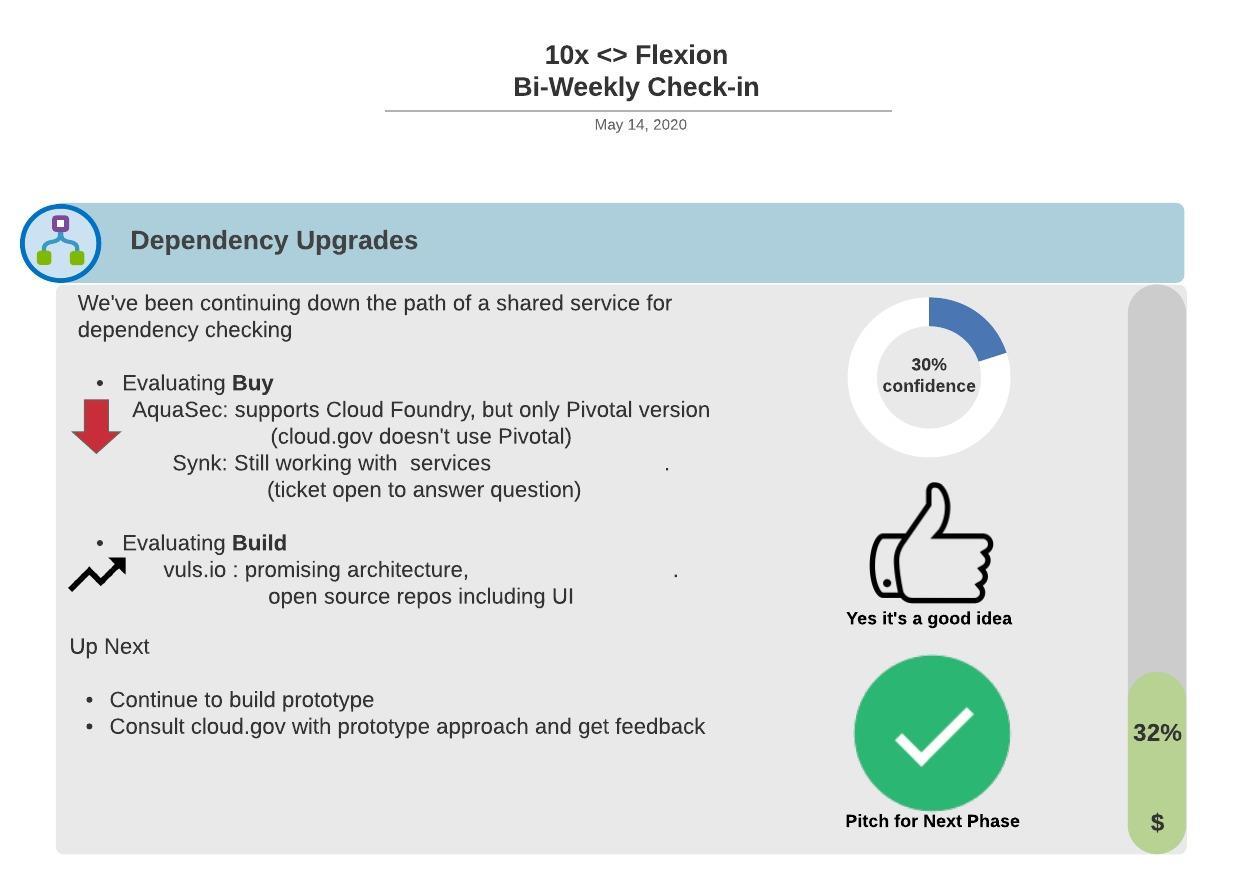 10x <> Flexion
Bi-Weekly Check-in
May 14, 2020
Dependency Upgrades
We've been continuing down the path of a shared service for
dependency checking
• Evaluating Buy
AquaSec: supports Cloud Foundry, but only Pivotal version
(cloud.gov doesn't use Pivotal)
Synk: Still working with  services .
(ticket open to answer question)
• Evaluating Build
vuls.io : promising architecture, .
open source repos including UI
Up Next
• Continue to build prototype
• Consult cloud.gov with prototype approach and get feedback
30%
confidence
Yes it's a good idea
Pitch for Next Phase
32%
$